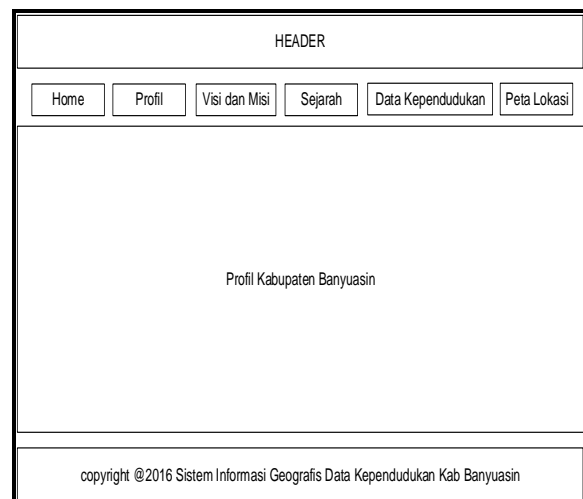 HEADER
Home Profil Visi dan Misi Sejarah Data Kependudukan Peta Lokasi
Profil Kabupaten Banyuasin
copyright @2016 Sistem Informasi Geografis Data Kependudukan Kab Banyuasin